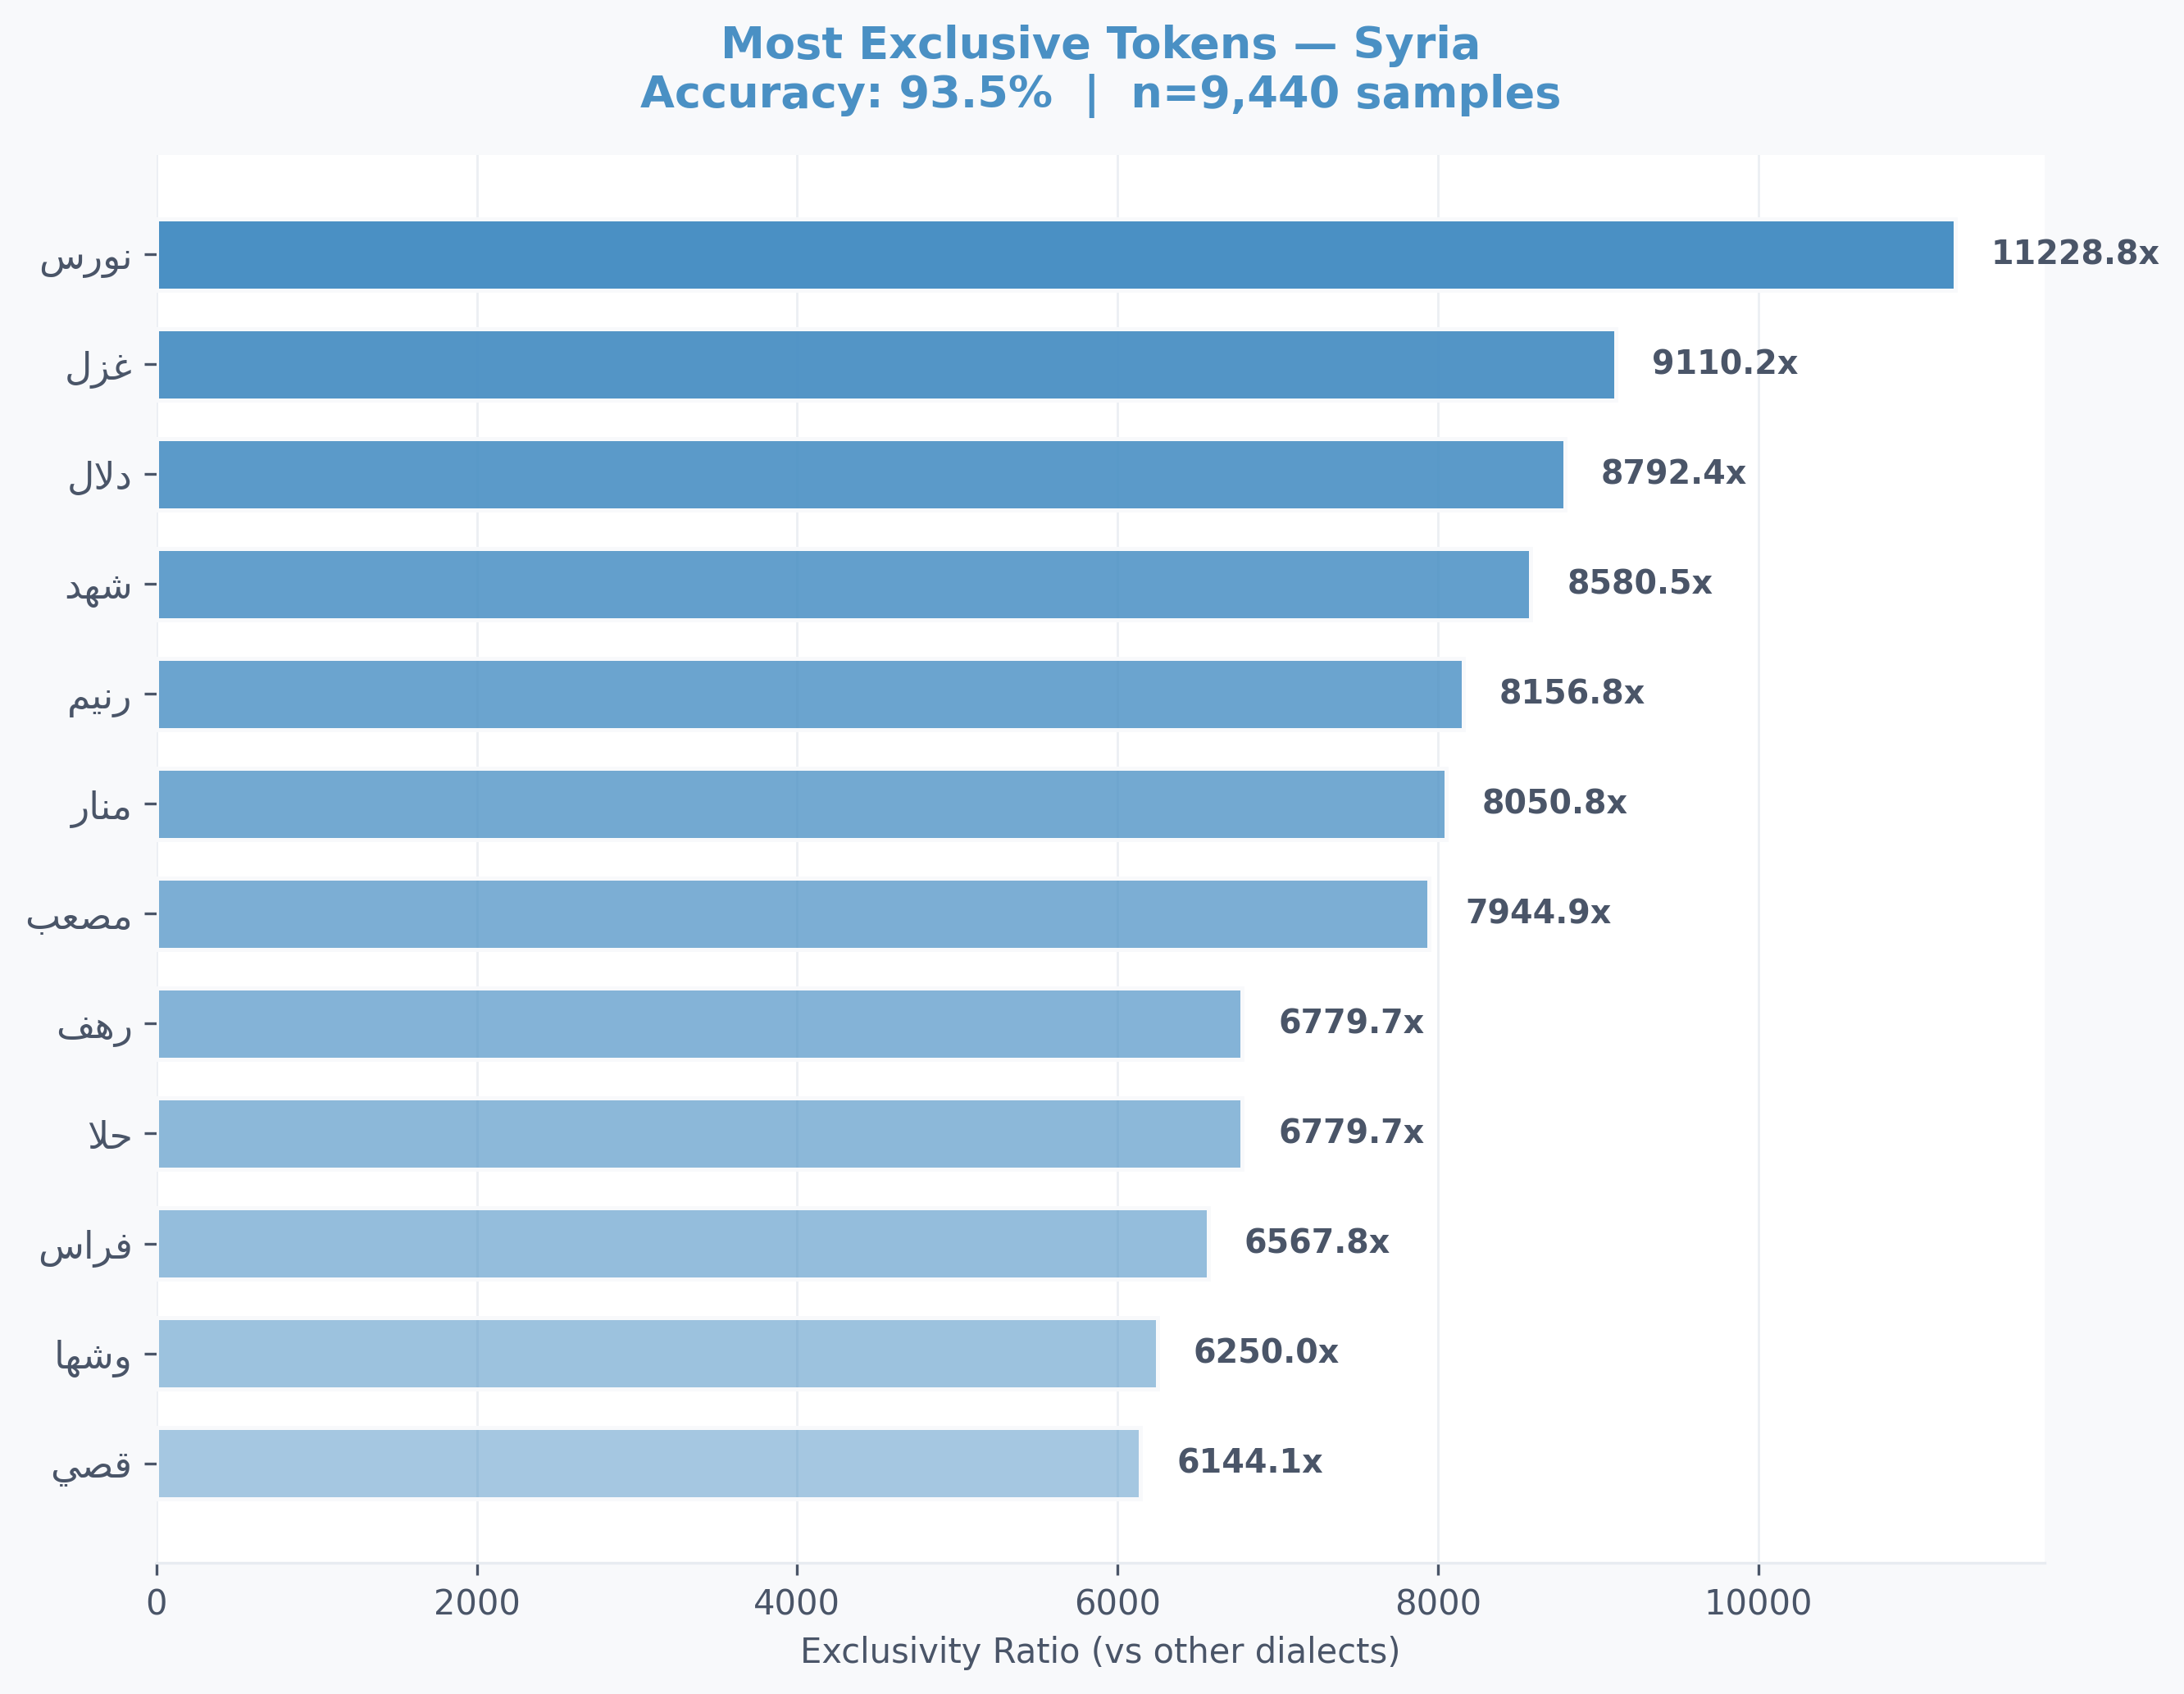 Most Exclusive Tokens — Syria
Accuracy: 93.5% | n=9,440 samples
نورس 11228.8x
غزل 9110.2x
دلال 8792.4x
شهد 8580.5x
رنيم 8156.8x
منار 8050.8x
مصعب 7944.9x
رهف 6779.7x
حلا 6779.7x
فراس 6567.8x
وشها 6250.0x
قصي 6144.1x
0 2000 4000 6000 8000 10000
Exclusivity Ratio (vs other dialects)